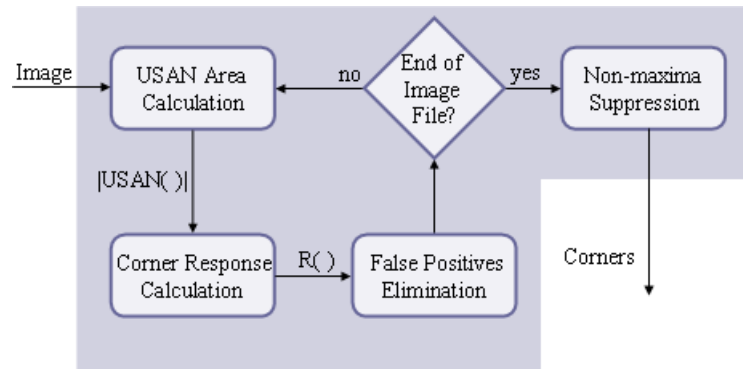 Image
USAN Area
Calculation
no
End of
Image
File?
yes
Non-maxima
Suppression
|USAN( )|
Corner Response
Calculation
R( )
False Positives
Elimination
Corners